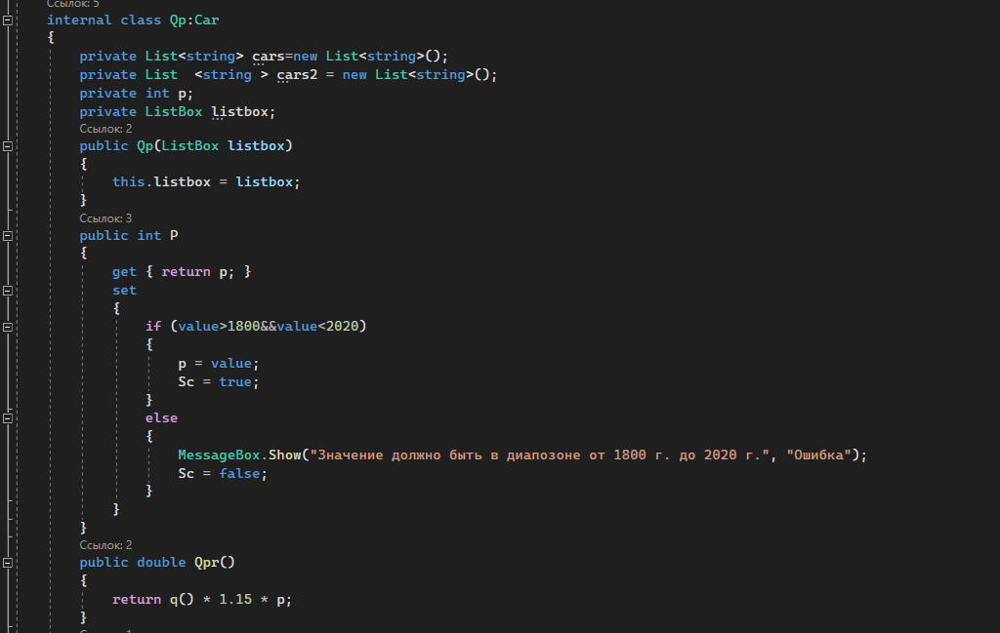 Ссылок: 5
internal class Qp:Car
{
private List<string> cars=new List<string>();
private List  <string > cars2 = new List<string>();
private int p;
private ListBox listbox;
Ссылок: 2
public Qp(ListBox listbox)
{
this.listbox = listbox;
}
Ссылок: 3
public int P
{
get { return p; }
set
{
if (value>1800&&value<2020)
{
p = value;
Sc = true;
}
else
{
MessageBox.Show("Значение должно быть в диапозоне от 1800 г. до 2020 г.", "Ошибка");
Sc = false;
}
}
}
Ссылок: 2
public double Qpr()
{
return q() * 1.15 * p;
}